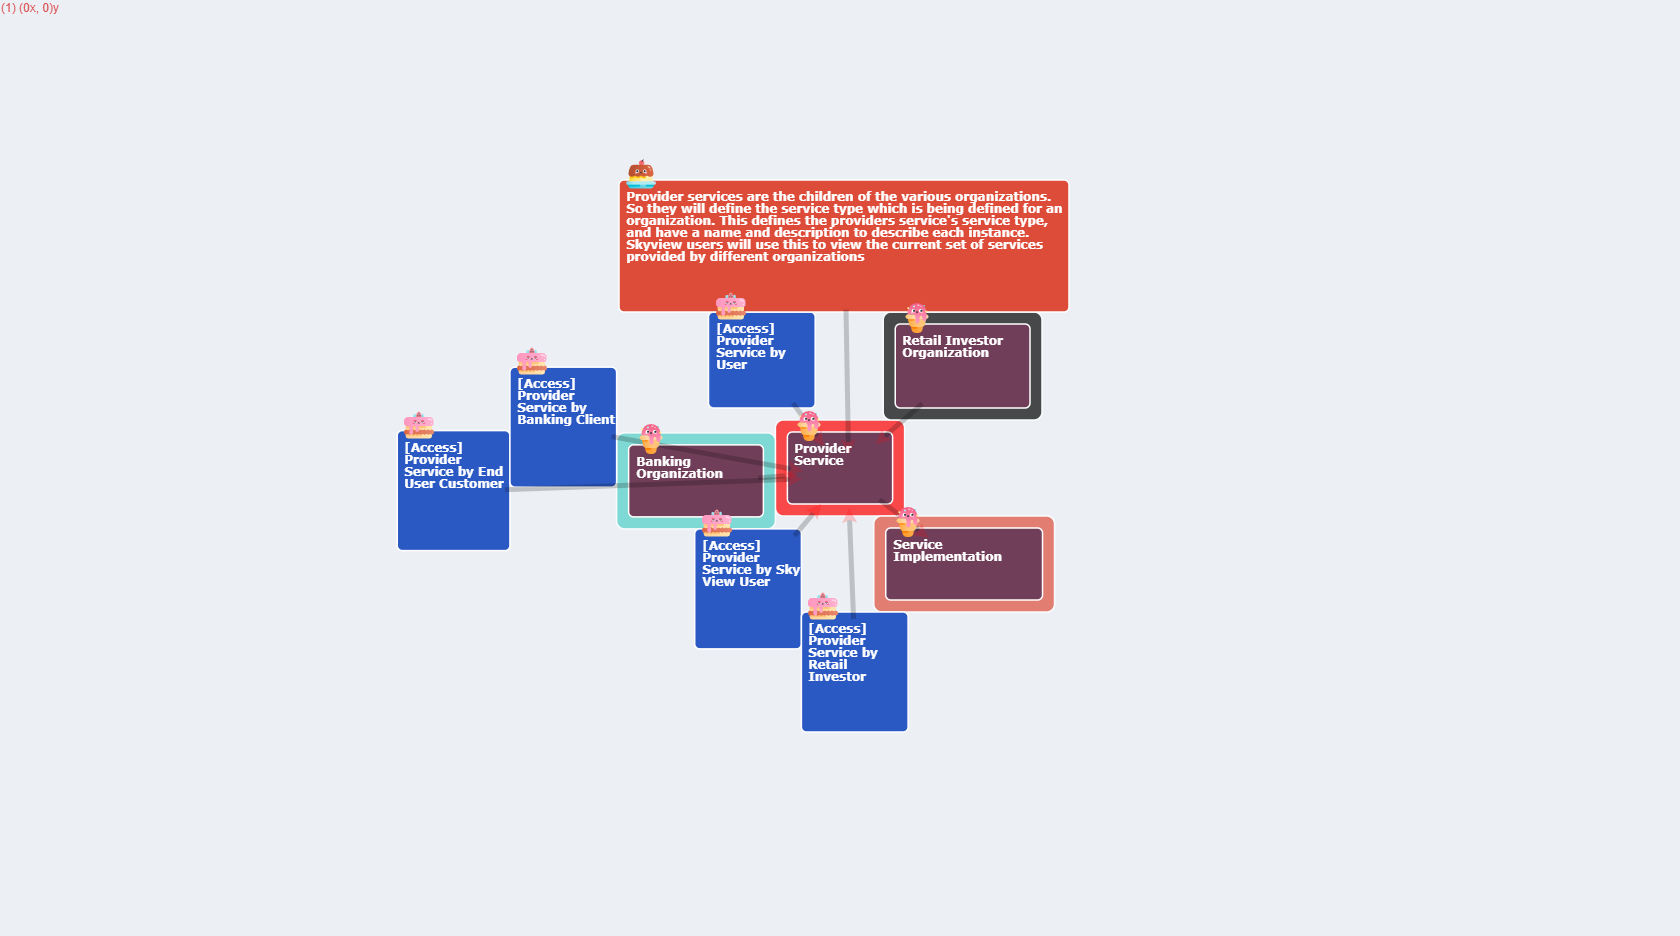 (1) (0x, 0)y
Provider services are the children of the various organizations.
So they will define the service type which is being defined for an
organization. This defines the providers service's service type,
and have a name and description to describe each instance.
Skyview users will use this to view the current set of services
provided by different organizations
[Access]
Provider
Service by
User
Retail Investor
Organization
[Access]
Provider
Service by
Banking Client
[Access]
Provider
Service by End
User Customer
Banking
Organization
Provider
Service
[Access]
Provider
Service by Sky
View User
Service
Implementation
[Access]
Provider
Service by
Retail
Investor